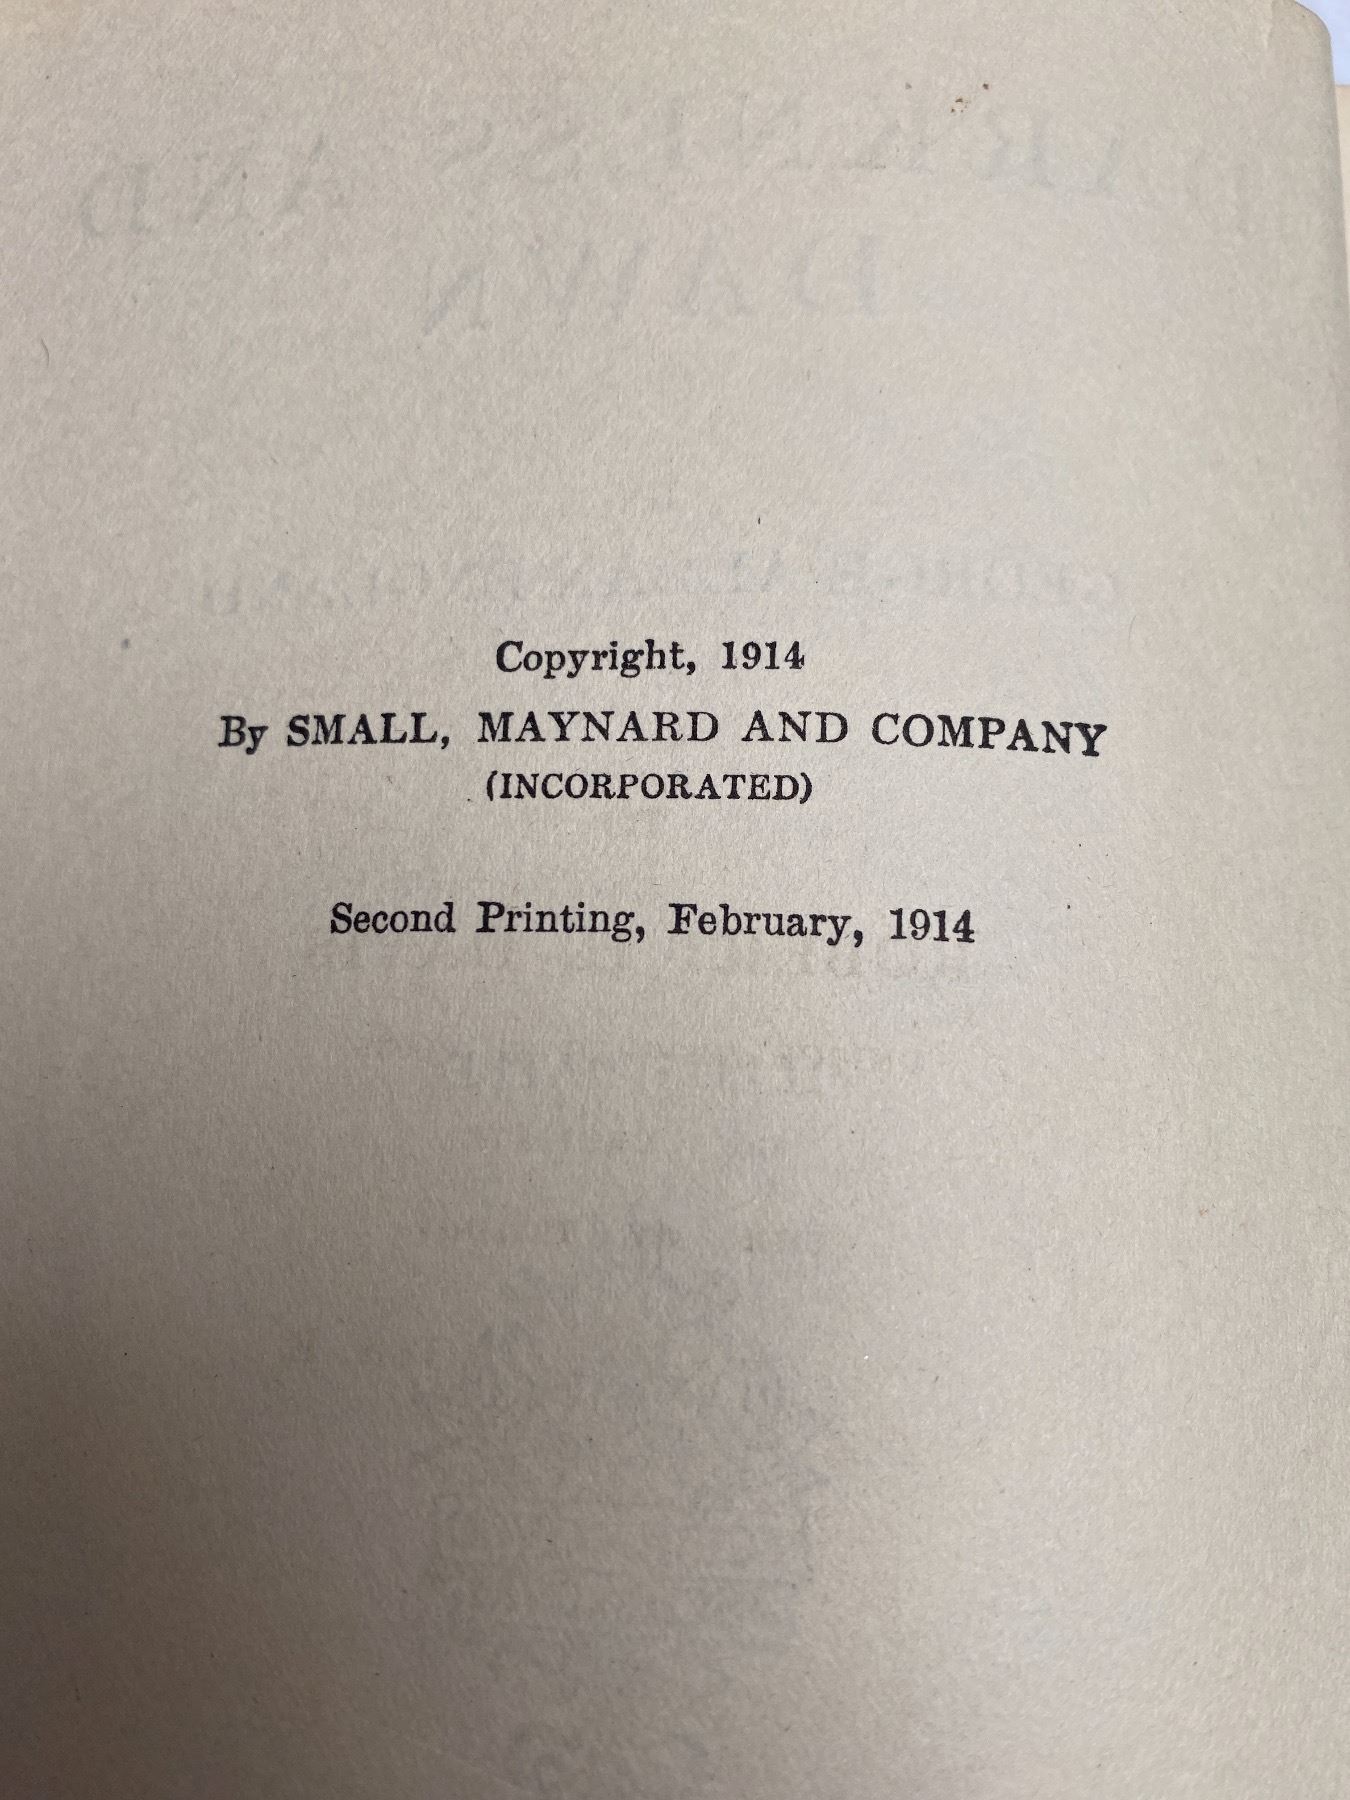 Copyright, 1914
By SMALL, MAYNARD AND COMPANY
(INCORPORATED)
Second Printing, February, 1914